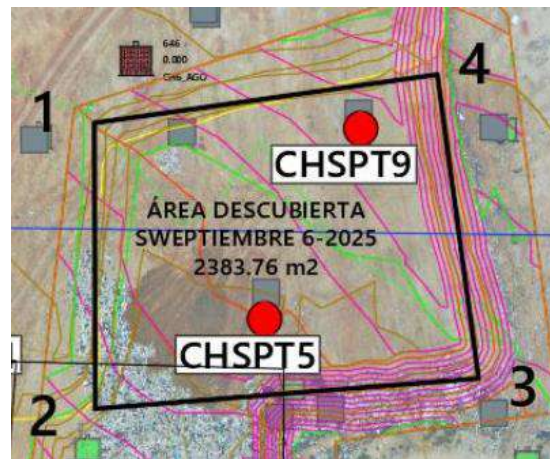 646
0.000
1
4
CHSPT9
ÁREA DESCUBIERTA
SWEPTIEMBRE 6-2025
2383.76 m2
CHSPT5
2
3